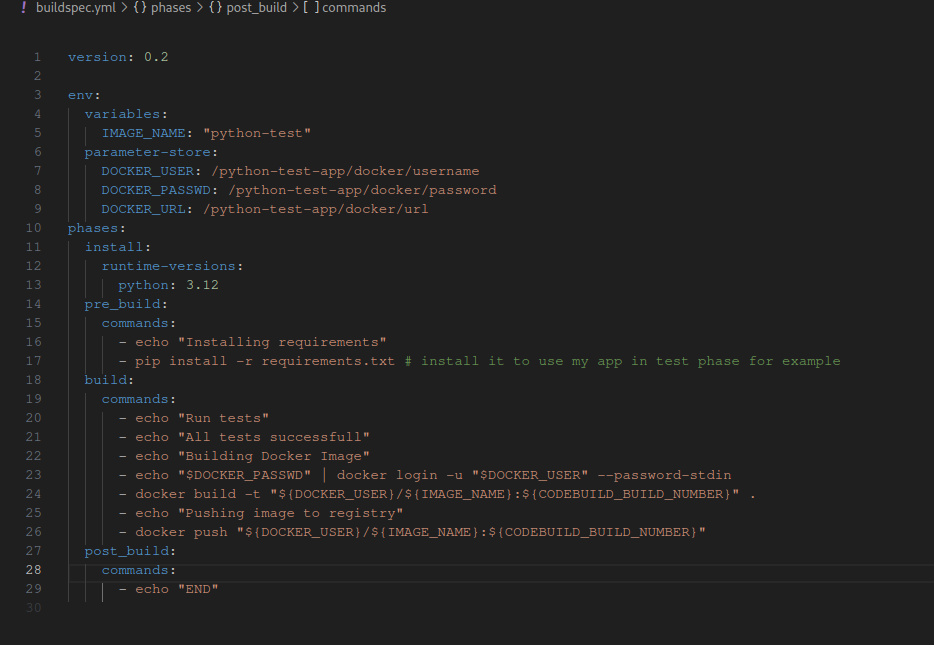 ! buildspec.yml > {} phases > {} post_build > [ ] commands
1 version: 0.2
2
3 env:
4   variables:
5     IMAGE_NAME: "python-test"
6   parameter-store:
7     DOCKER_USER: /python-test-app/docker/username
8     DOCKER_PASSWD: /python-test-app/docker/password
9     DOCKER_URL: /python-test-app/docker/url
10 phases:
11   install:
12     runtime-versions:
13       python: 3.12
14   pre_build:
15     commands:
16       - echo "Installing requirements"
17       - pip install -r requirements.txt # install it to use my app in test phase for example
18   build:
19     commands:
20       - echo "Run tests"
21       - echo "All tests successfull"
22       - echo "Building Docker Image"
23       - echo "$DOCKER_PASSWD" | docker login -u "$DOCKER_USER" --password-stdin
24       - docker build -t "${DOCKER_USER}/${IMAGE_NAME}:${CODEBUILD_BUILD_NUMBER}" .
25       - echo "Pushing image to registry"
26       - docker push "${DOCKER_USER}/${IMAGE_NAME}:${CODEBUILD_BUILD_NUMBER}"
27   post_build:
28     commands:
29       - echo "END"
30